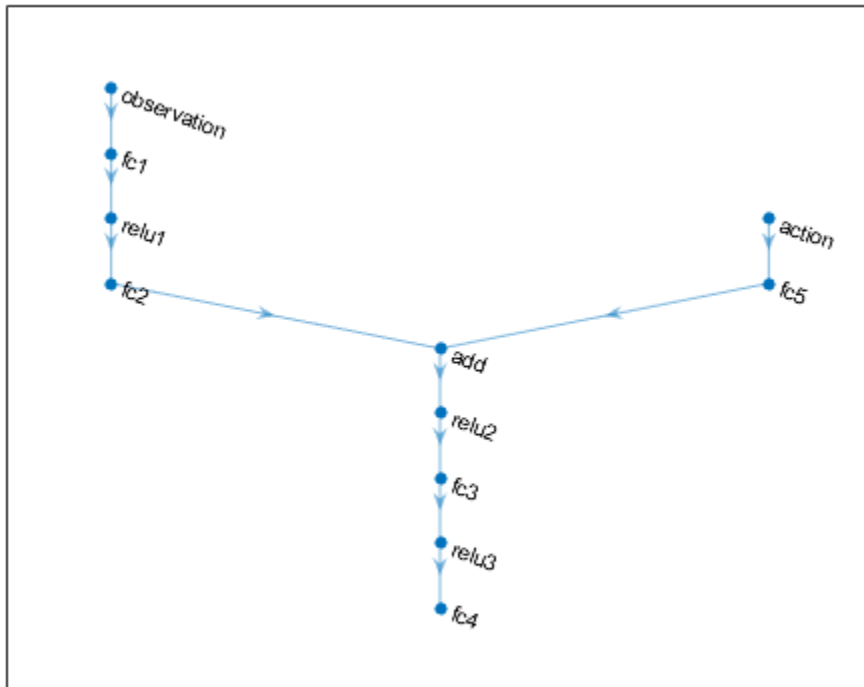 observation
fc1
relu1
fc2
action
fc5
add
relu2
fc3
relu3
fc4